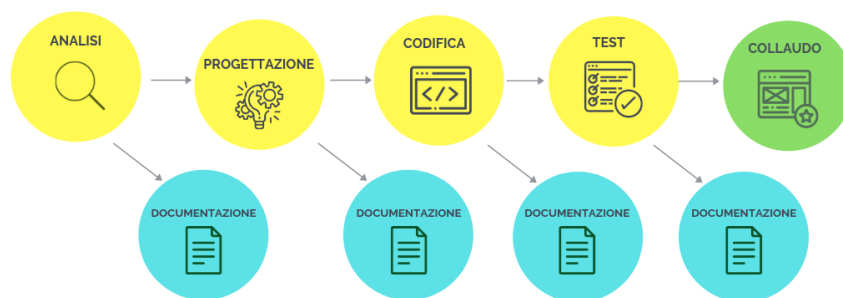 ANALISI
PROGETTAZIONE
CODIFICA
TEST
COLLAUDO
</>
DOCUMENTAZIONE
DOCUMENTAZIONE
DOCUMENTAZIONE
DOCUMENTAZIONE